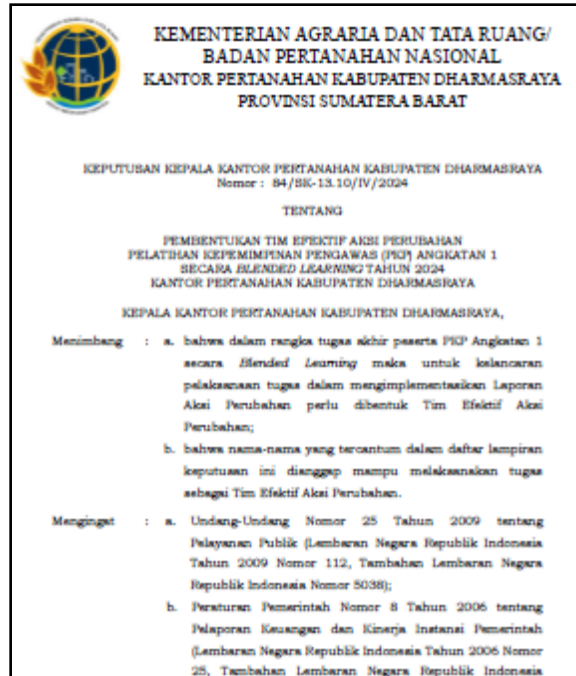 KEMENTERIAN AGRARIA DAN TATA RUANG/
BADAN PERTANAHAN NASIONAL
KANTOR PERTANAHAN KABUPATEN DHARMASRAYA
PROVINSI SUMATERA BARAT
KEPUTUSAN KEPALA KANTOR PERTANAHAN KABUPATEN DHARMASRAYA
Nomor : 84/SK-13.10/IV/2024
TENTANG
PEMBENTUKAN TIM EFEKTIF AKSI PERUBAHAN
PELATIHAN KEPEMIMPINAN PENGAWAS (PKP) ANGKATAN 1
SECARA BLENDED LEARNING TAHUN 2024
KANTOR PERTANAHAN KABUPATEN DHARMASRAYA
KEPALA KANTOR PERTANAHAN KABUPATEN DHARMASRAYA,
Menimbang : a. bahwa dalam rangka tugas akhir peserta PKP Angkatan 1
secara Blended Learning maka untuk kelancaran
pelaksanaan tugas dalam mengimplementasikan Laporan
Aksi Perubahan perlu dibentuk Tim Efektif Aksi
Perubahan;
b. bahwa nama-nama yang tercantum dalam daftar lampiran
keputusan ini dianggap mampu melaksanakan tugas
sebagai Tim Efektif Aksi Perubahan.
Mengingat : a. Undang-Undang Nomor 25 Tahun 2009 tentang
Pelayanan Publik (Lembaran Negara Republik Indonesia
Tahun 2009 Nomor 112, Tambahan Lembaran Negara
Republik Indonesia Nomor 5038);
b. Peraturan Pemerintah Nomor 8 Tahun 2006 tentang
Pelaporan Keuangan dan Kinerja Instansi Pemerintah
(Lembaran Negara Republik Indonesia Tahun 2006 Nomor
25, Tambahan Lembaran Negara Republik Indonesia